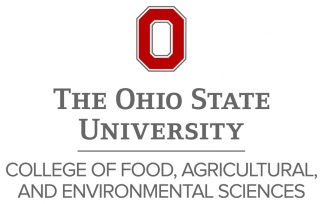 O
THE OHIO STATE
UNIVERSITY
COLLEGE OF FOOD, AGRICULTURAL,
AND ENVIRONMENTAL SCIENCES